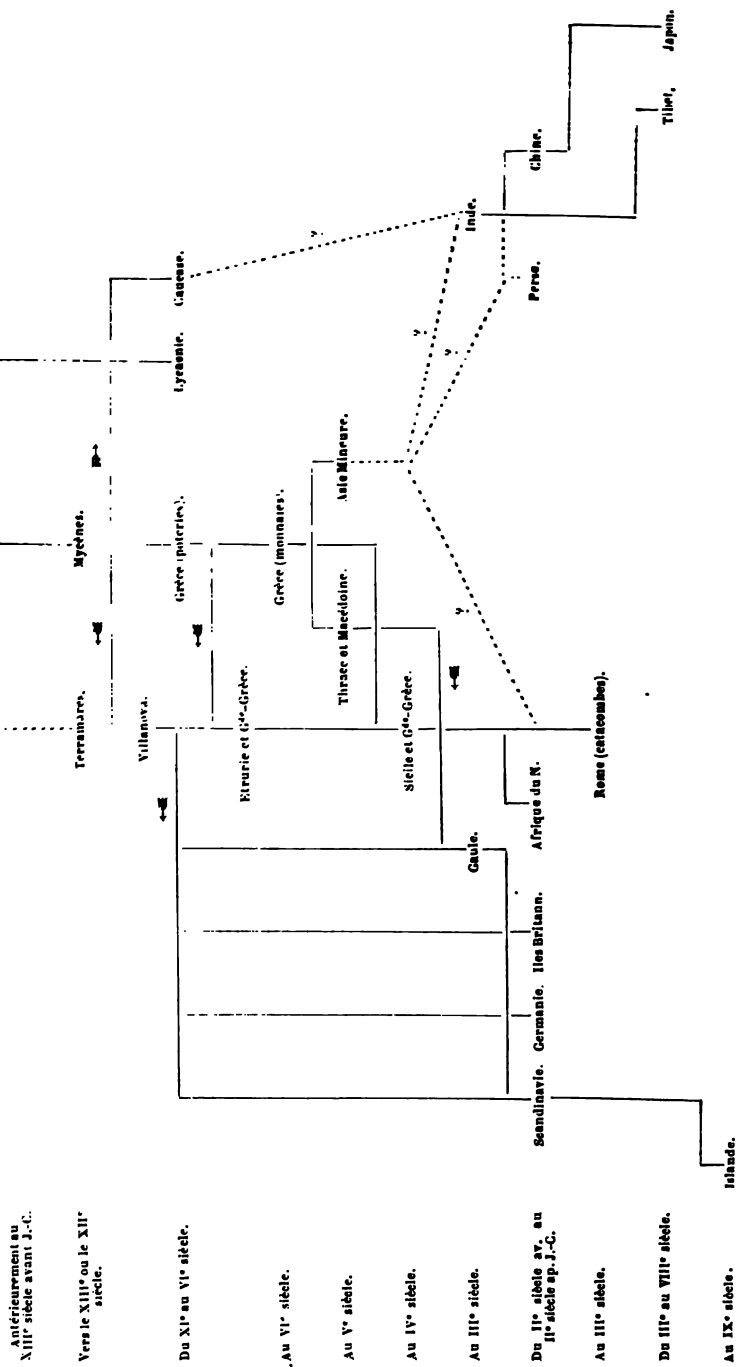 Antérieurement au
XIIIe siècle avant J.-C.
Vers le XIIIe ou le XIIe
siècle.
Terramares.
Mycènes.
Du XIe au VIe siècle.
Villanova.
Grèce (poteries).
Lycaonie.
Caucase.
?
Au VIe siècle.
Etrurie et Gde-Grèce.
Grèce (monnaies).
Au Ve siècle.
Thrace et Macédoine.
Asie Mineure.
Au IVe siècle.
Sicile et Gde-Grèce.
?
?
Au IIIe siècle.
Gaule.
?
Inde.
Du IIe siècle av. au
IIe siècle ap. J.-C.
Scandinavie.
Germanie.
Iles Britann.
Afrique du N.
Perse.
Chine.
Au IIIe siècle.
Rome (catacombes).
Du IIIe au VIIIe siècle.
Tibet.
Japon.
Au IXe siècle.
Islande.